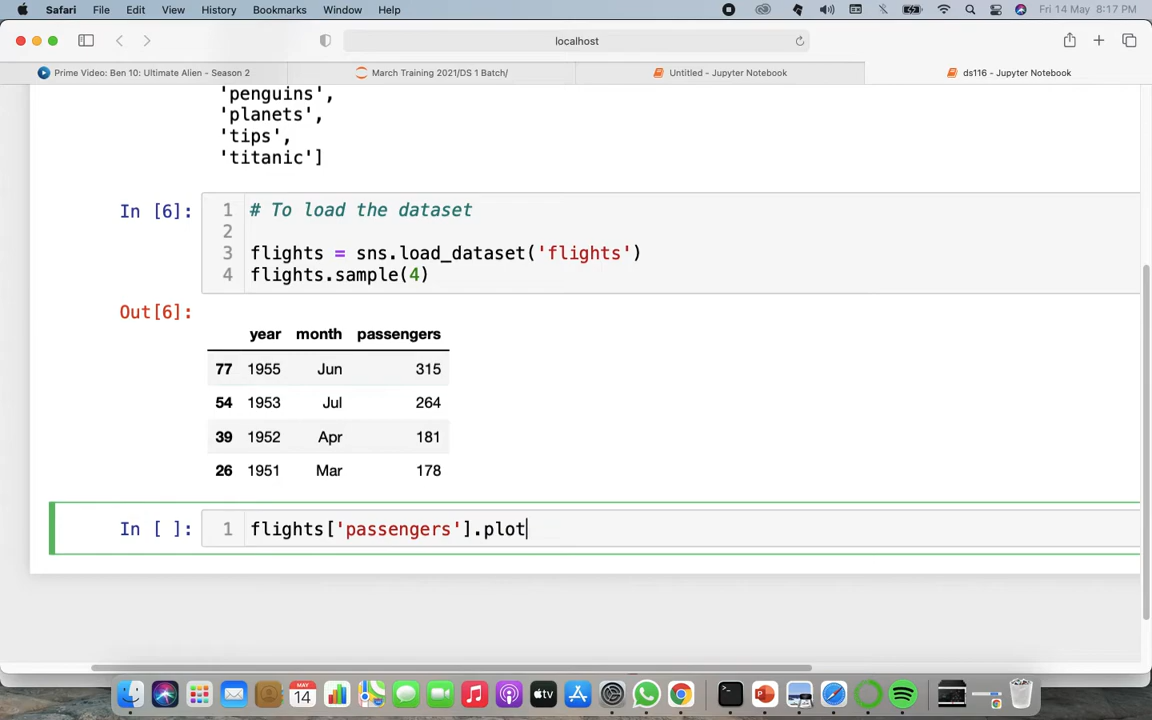 Safari File Edit View History Bookmarks Window Help Fri 14 May 8:17 PM
localhost
Prime Video: Ben 10: Ultimate Alien - Season 2 March Training 2021/DS 1 Batch/ Untitled - Jupyter Notebook ds116 - Jupyter Notebook
'penguins',
'planets',
'tips',
'titanic']
In [6]: 1 # To load the dataset
2
3 flights = sns.load_dataset('flights')
4 flights.sample(4)
Out[6]:
year month passengers
77 1955 Jun 315
54 1953 Jul 264
39 1952 Apr 181
26 1951 Mar 178
In [ ]: 1 flights['passengers'].plot
MAY
14
tv